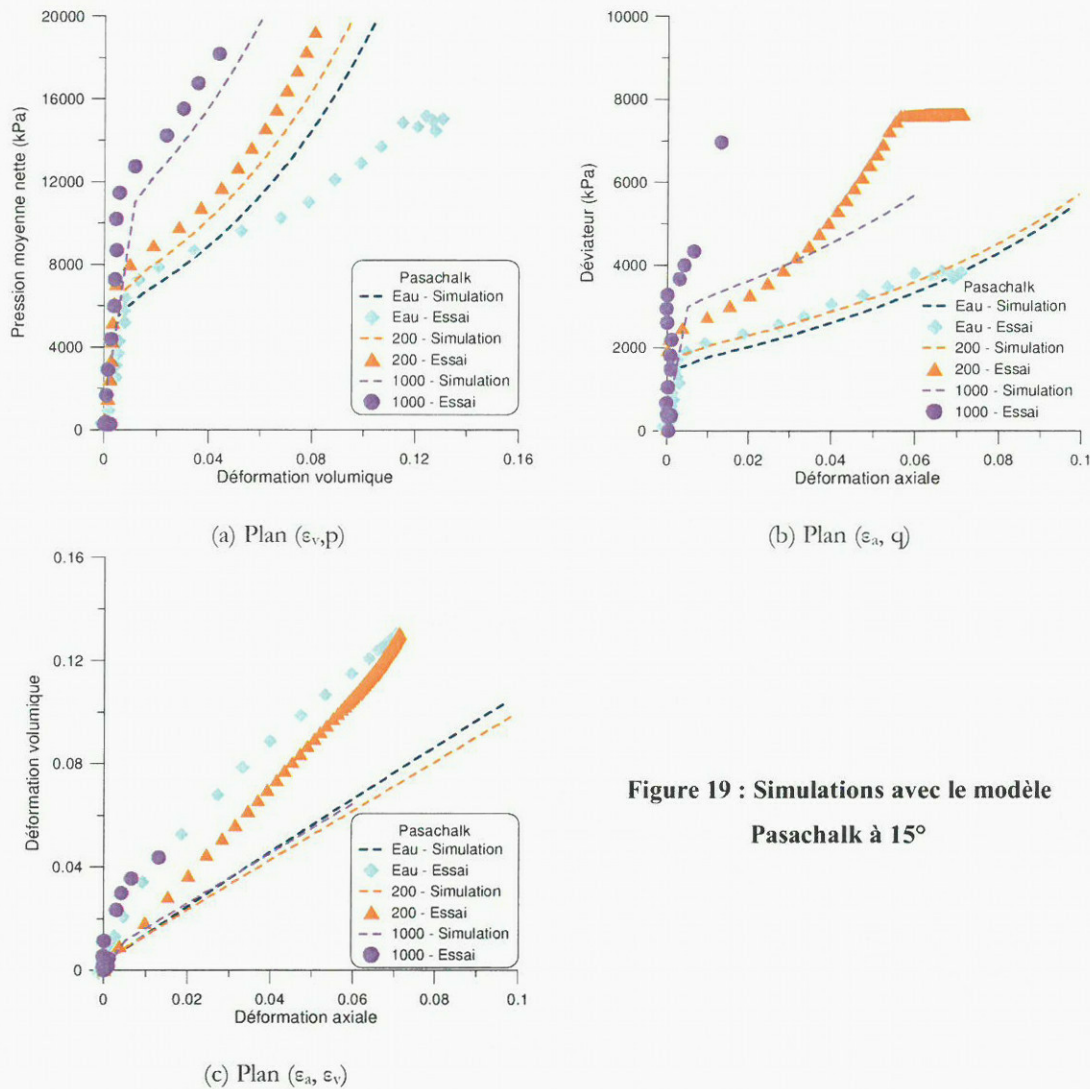 20000
16000
12000
8000
4000
0
Pression moyenne nette (kPa)
Pasachalk
Eau - Simulation
Eau - Essai
200 - Simulation
200 - Essai
1000 - Simulation
1000 - Essai
0 0.04 0.08 0.12 0.16
Déformation volumique
(a) Plan (εv,p)
10000
8000
6000
4000
2000
0
Déviateur (kPa)
Pasachalk
Eau - Simulation
Eau - Essai
200 - Simulation
200 - Essai
1000 - Simulation
1000 - Essai
0 0.02 0.04 0.06 0.08 0.1
Déformation axiale
(b) Plan (εa, q)
0.16
0.12
0.08
0.04
0
Déformation volumique
Pasachalk
Eau - Simulation
Eau - Essai
200 - Simulation
200 - Essai
1000 - Simulation
1000 - Essai
0 0.02 0.04 0.06 0.08 0.1
Déformation axiale
(c) Plan (εa, εv)
Figure 19 : Simulations avec le modèle
Pasachalk à 15°